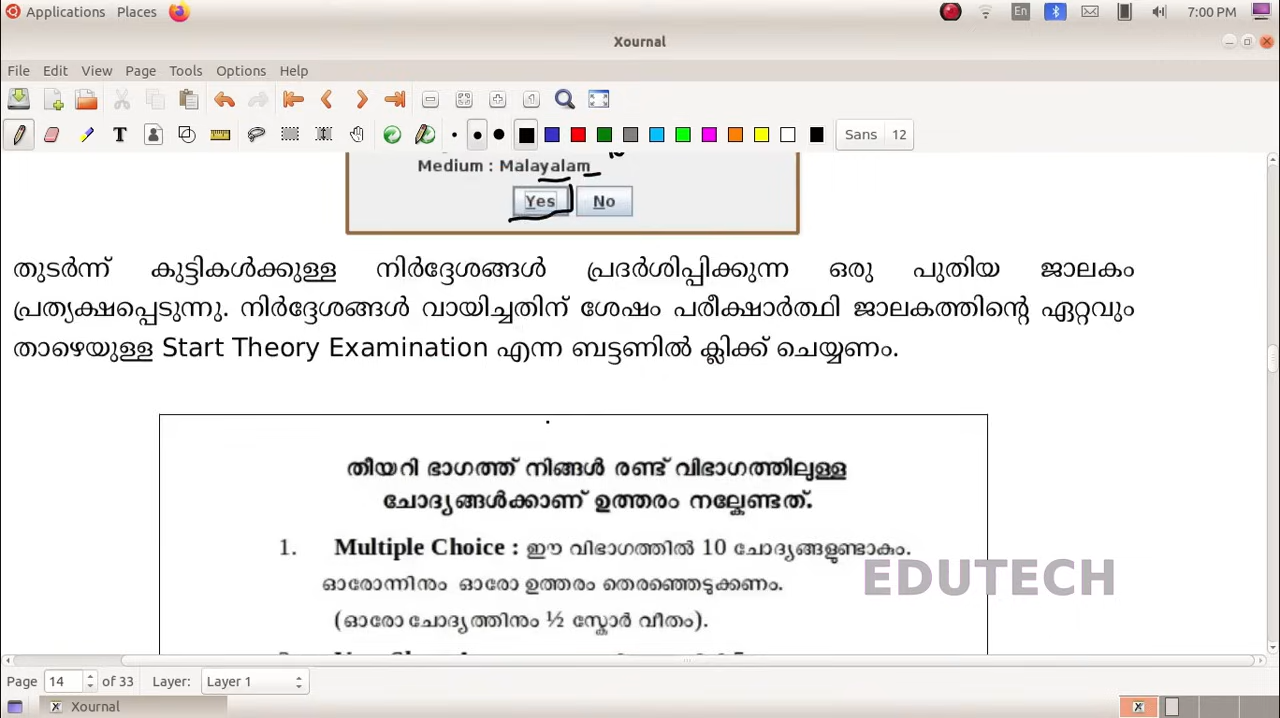 Applications Places En 7:00 PM
Xournal
File Edit View Page Tools Options Help
Sans 12
Medium : Malayalam
Yes No
തുടർന്ന് കുട്ടികൾക്കുള്ള നിർദ്ദേശങ്ങൾ പ്രദർശിപ്പിക്കുന്ന ഒരു പുതിയ ജാലകം
പ്രത്യക്ഷപ്പെടുന്നു. നിർദ്ദേശങ്ങൾ വായിച്ചതിന് ശേഷം പരീക്ഷാർത്ഥി ജാലകത്തിന്റെ ഏറ്റവും
താഴെയുള്ള Start Theory Examination എന്ന ബട്ടണിൽ ക്ലിക്ക് ചെയ്യണം.
തീയറി ഭാഗത്ത് നിങ്ങൾ രണ്ട് വിഭാഗത്തിലുള്ള
ചോദ്യങ്ങൾക്കാണ് ഉത്തരം നല്കേണ്ടത്.
1. Multiple Choice : ഈ വിഭാഗത്തിൽ 10 ചോദ്യങ്ങളുണ്ടാകും.
ഓരോന്നിനും ഓരോ ഉത്തരം തെരഞ്ഞെടുക്കണം.
EDUTECH
(ഓരോ ചോദ്യത്തിനും ½ സ്കോർ വീതം).
Page 14 of 33 Layer: Layer 1
Xournal